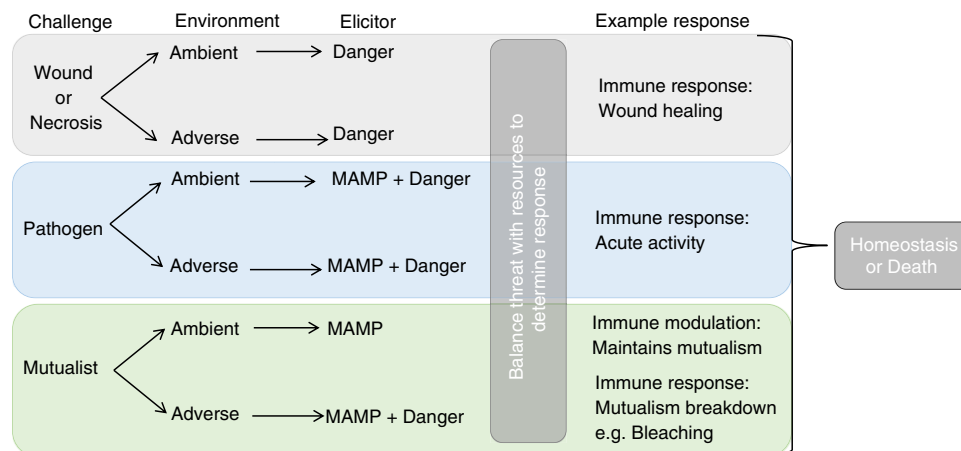 Challenge
Environment
Elicitor
Example response
Wound
or
Necrosis
Ambient
Danger
Adverse
Danger
Immune response:
Wound healing
Pathogen
Ambient
MAMP + Danger
Adverse
MAMP + Danger
Immune response:
Acute activity
Mutualist
Ambient
MAMP
Adverse
MAMP + Danger
Immune modulation:
Maintains mutualism
Immune response:
Mutualism breakdown
e.g. Bleaching
Balance threat with resources to
determine response
Homeostasis
or Death